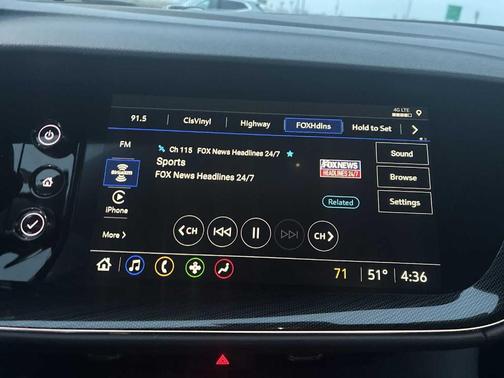 4G LTE
91.5 ClsVinyl Highway FOXHdlns Hold to Set
FM
Ch 115 FOX News Headlines 24/7
Sound
siriusxm
Sports
FOX News Headlines 24/7
FOX NEWS
HEADLINES 24/7
Browse
iPhone
Related
Settings
More
CH
CH
71 51° 4:36